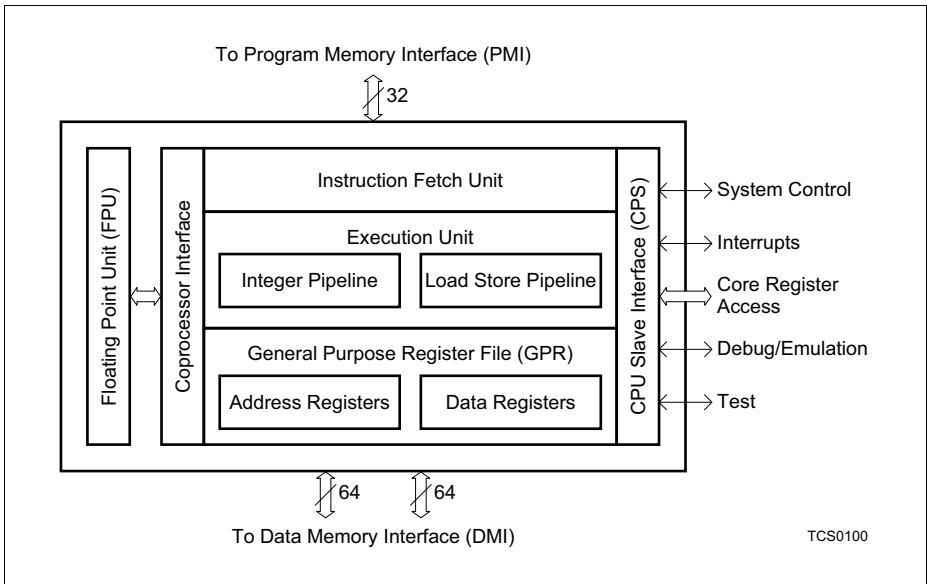 To Program Memory Interface (PMI)
32
Floating Point Unit (FPU)
Coprocessor Interface
Instruction Fetch Unit
Execution Unit
Integer Pipeline
Load Store Pipeline
General Purpose Register File (GPR)
Address Registers
Data Registers
CPU Slave Interface (CPS)
System Control
Interrupts
Core Register
Access
Debug/Emulation
Test
64
64
To Data Memory Interface (DMI)
TCS0100